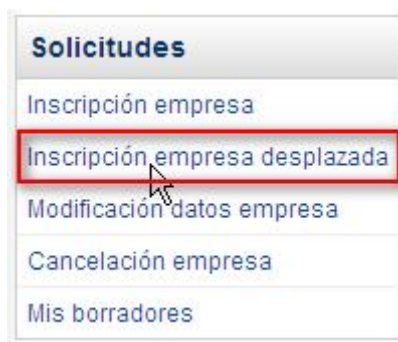 Solicitudes
Inscripción empresa
Inscripción empresa desplazada
Modificación datos empresa
Cancelación empresa
Mis borradores